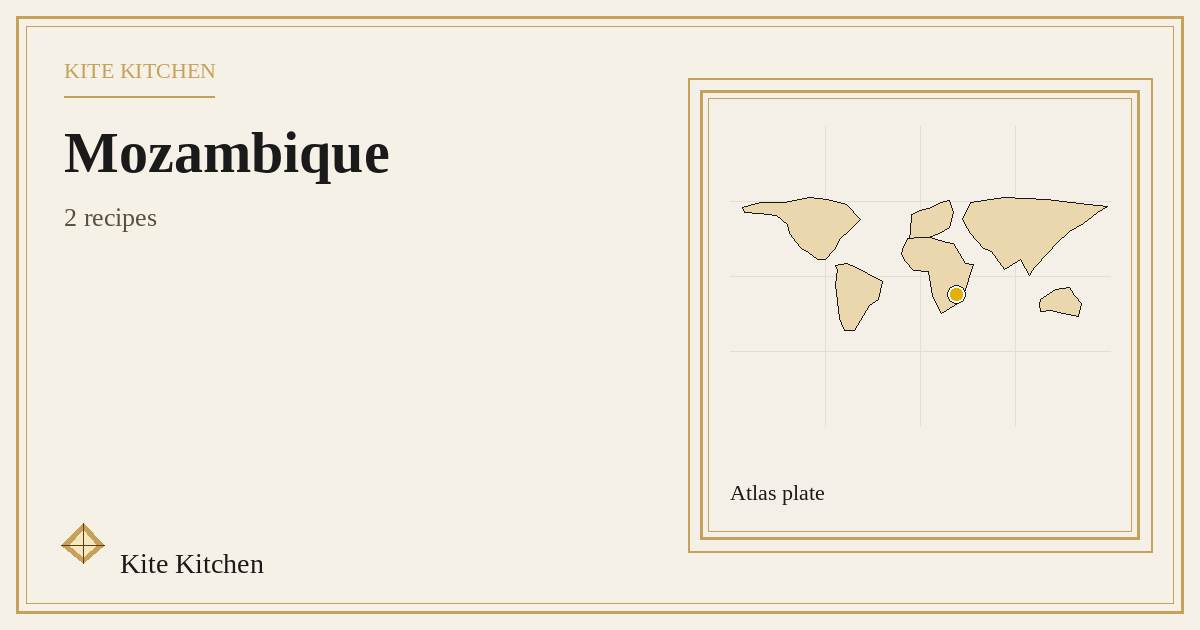 KITE KITCHEN
Mozambique
2 recipes
Atlas plate
Kite Kitchen